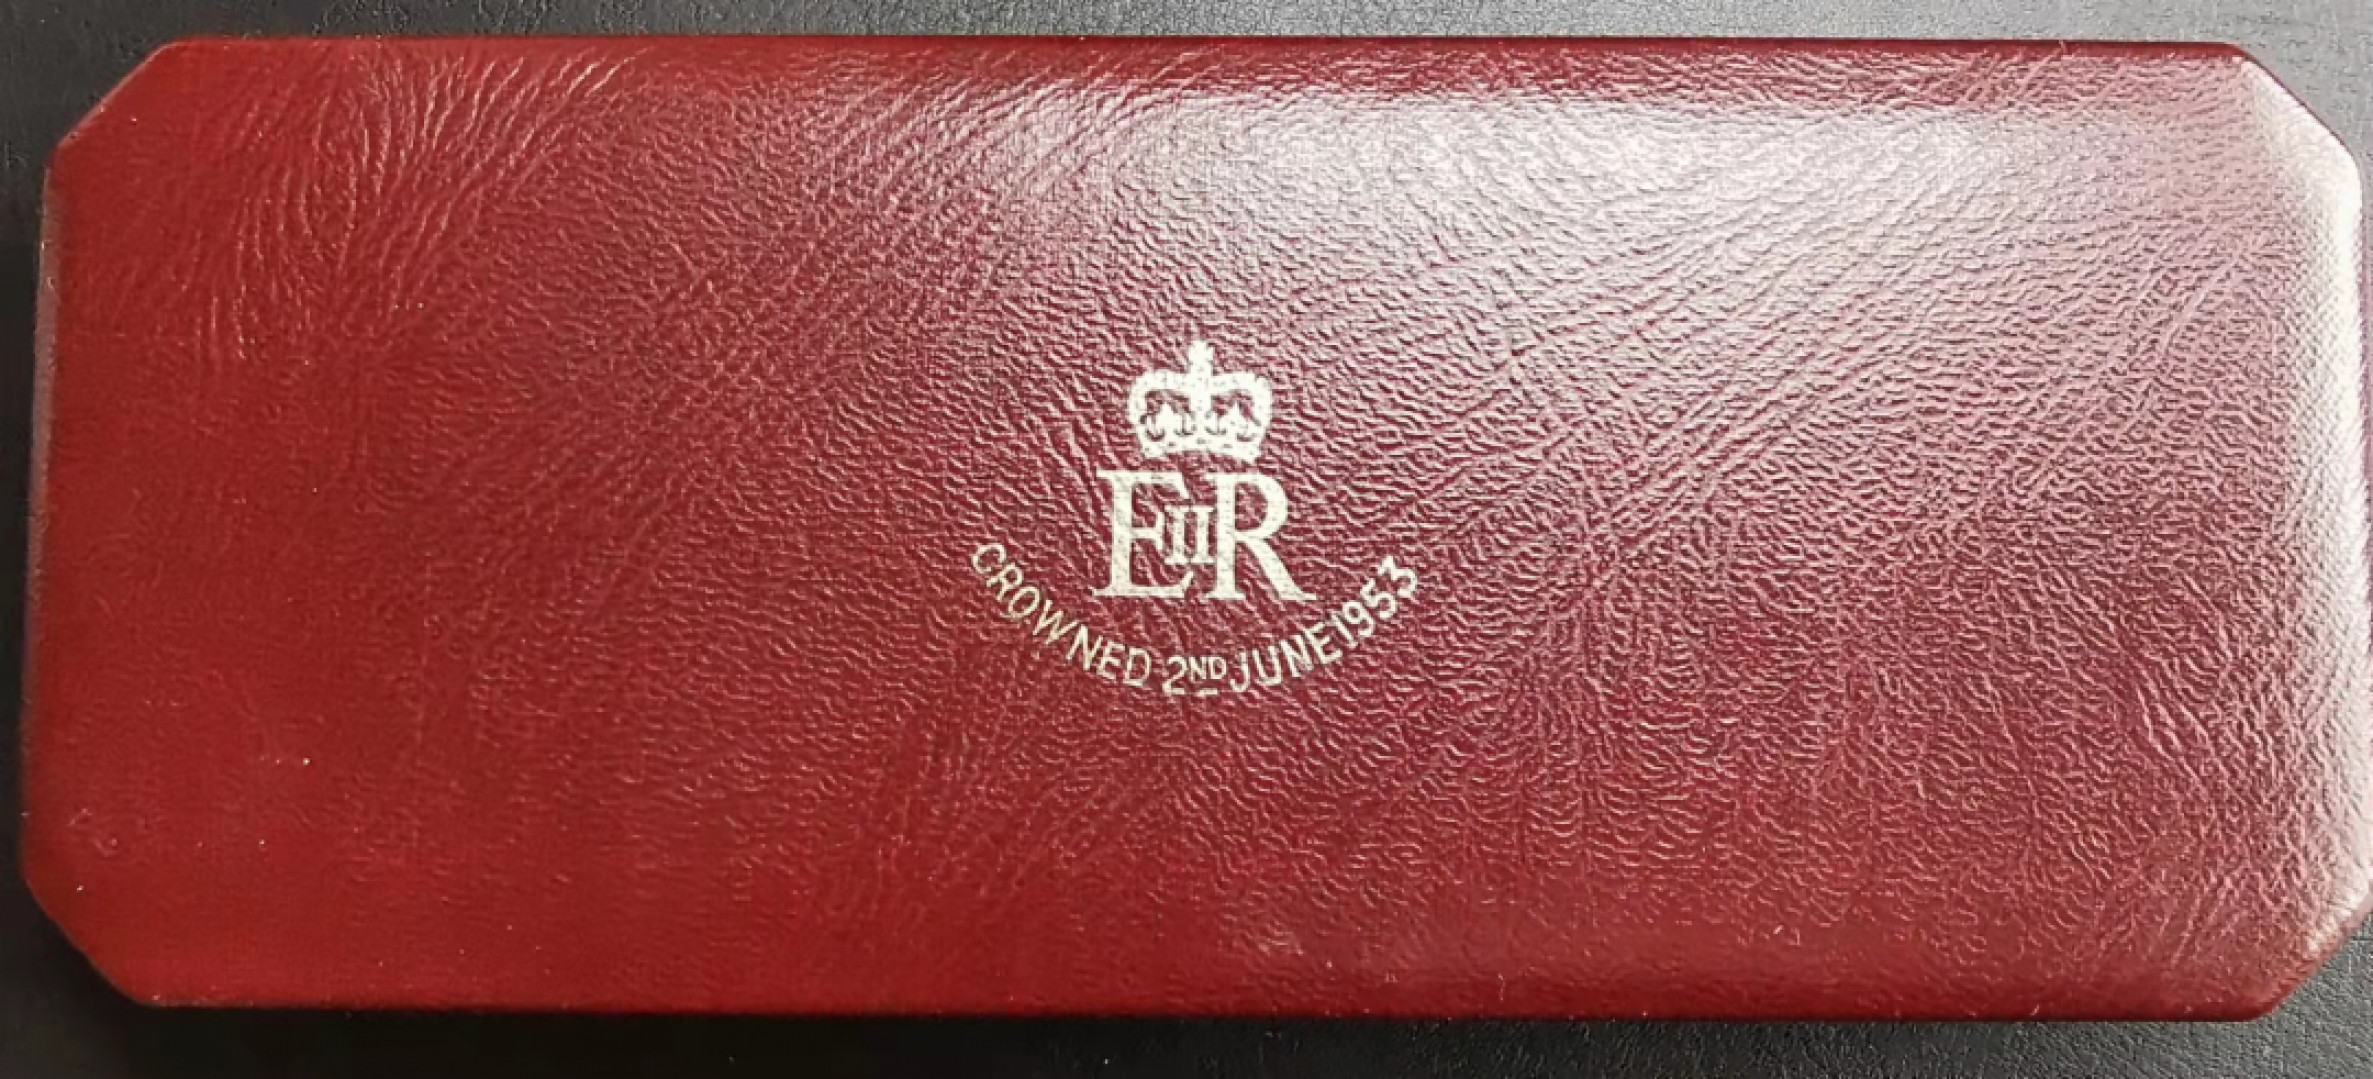 EIIR
CROWNED 2ND JUNE 1953